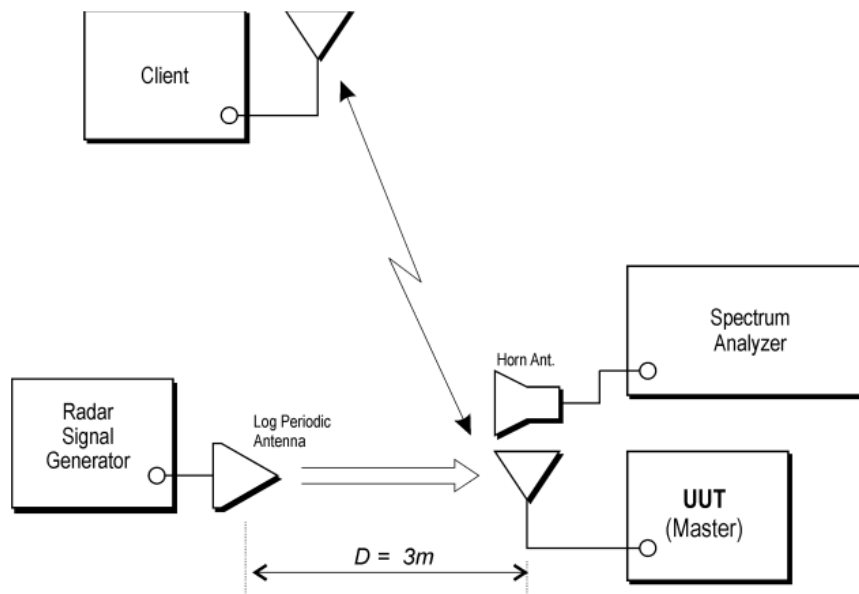 Client
Spectrum
Analyzer
Horn Ant.
Radar
Signal
Generator
Log Periodic
Antenna
UUT
(Master)
D = 3m